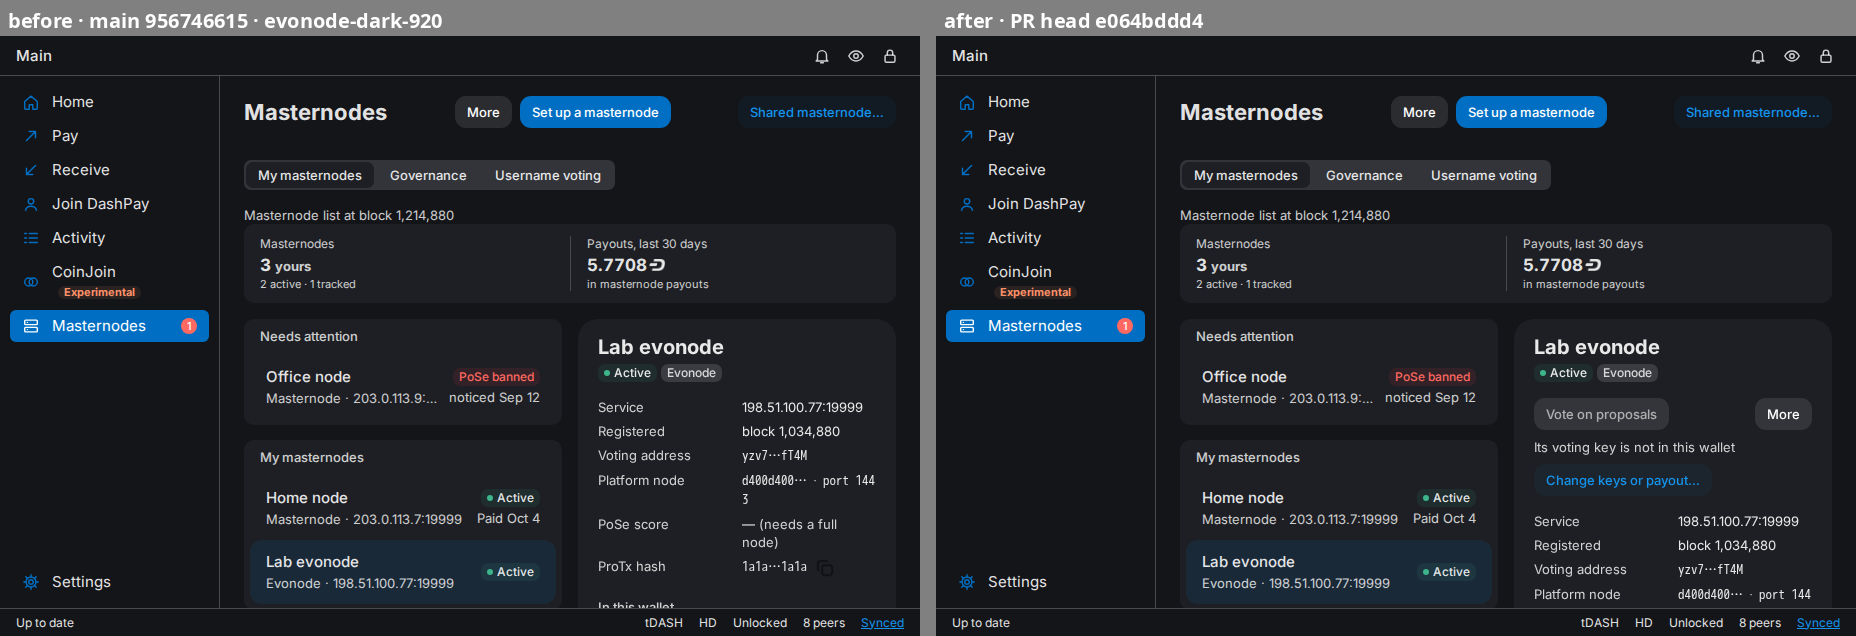 before · main 956746615 · evonode-dark-920
Main
Home
Pay
Receive
Join DashPay
Activity
CoinJoin
Experimental
Masternodes 1
Settings
Masternodes
More
Set up a masternode
Shared masternode...
My masternodes
Governance
Username voting
Masternode list at block 1,214,880
Masternodes
3 yours
2 active · 1 tracked
Payouts, last 30 days
5.7708
in masternode payouts
Needs attention
Office node
PoSe banned
Masternode · 203.0.113.9:...
noticed Sep 12
My masternodes
Home node
Active
Masternode · 203.0.113.7:19999
Paid Oct 4
Lab evonode
Active
Evonode · 198.51.100.77:19999
Lab evonode
Active
Evonode
Service 198.51.100.77:19999
Registered block 1,034,880
Voting address yzv7···fT4M
Platform node d400d400··· · port 144
3
PoSe score — (needs a full
node)
ProTx hash 1a1a···1a1a
In this wallet
Up to date
tDASH
HD
Unlocked
8 peers
Synced
after · PR head e064bddd4
Main
Home
Pay
Receive
Join DashPay
Activity
CoinJoin
Experimental
Masternodes 1
Settings
Masternodes
More
Set up a masternode
Shared masternode...
My masternodes
Governance
Username voting
Masternode list at block 1,214,880
Masternodes
3 yours
2 active · 1 tracked
Payouts, last 30 days
5.7708
in masternode payouts
Needs attention
Office node
PoSe banned
Masternode · 203.0.113.9:...
noticed Sep 12
My masternodes
Home node
Active
Masternode · 203.0.113.7:19999
Paid Oct 4
Lab evonode
Active
Evonode · 198.51.100.77:19999
Lab evonode
Active
Evonode
Vote on proposals
More
Its voting key is not in this wallet
Change keys or payout...
Service 198.51.100.77:19999
Registered block 1,034,880
Voting address yzv7···fT4M
Platform node d400d400··· · port 144
Up to date
tDASH
HD
Unlocked
8 peers
Synced